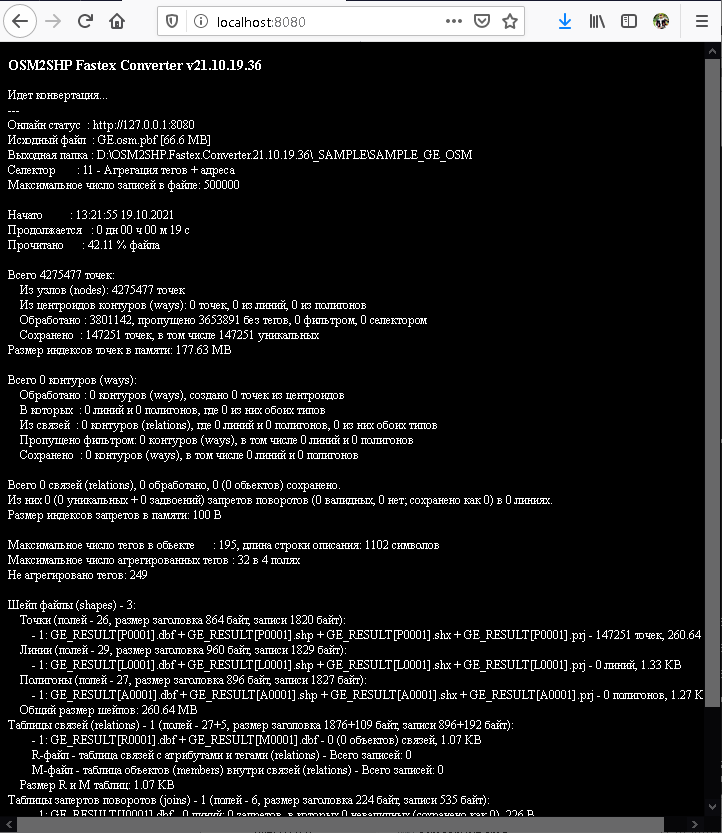 localhost:8080
OSM2SHP Fastex Converter v21.10.19.36
Идет конвертация...
---
Онлайн статус : http://127.0.0.1:8080
Исходный файл : GE.osm.pbf [66.6 MB]
Выходная папка : D:\OSM2SHP.Fastex.Converter.21.10.19.36\_SAMPLE\SAMPLE_GE_OSM
Селектор : 11 - Агрегация тегов + адреса
Максимальное число записей в файле: 500000
Начато : 13:21:55 19.10.2021
Продолжается : 0 дн 00 ч 00 м 19 с
Прочитано : 42.11 % файла
Всего 4275477 точек:
Из узлов (nodes): 4275477 точек
Из центроидов контуров (ways): 0 точек, 0 из линий, 0 из полигонов
Обработано : 3801142, пропущено 3653891 без тегов, 0 фильтром, 0 селектором
Сохранено : 147251 точек, в том числе 147251 уникальных
Размер индексов точек в памяти: 177.63 MB
Всего 0 контуров (ways):
Обработано : 0 контуров (ways), создано 0 точек из центроидов
В которых : 0 линий и 0 полигонов, где 0 из них обоих типов
Из связей : 0 контуров (relations), где 0 линий и 0 полигонов, 0 из них обоих типов
Пропущено фильтром: 0 контуров (ways), в том числе 0 линий и 0 полигонов
Сохранено : 0 контуров (ways), в том числе 0 линий и 0 полигонов
Всего 0 связей (relations), 0 обработано, 0 (0 обьектов) сохранено.
Из них 0 (0 уникальных + 0 задвоений) запретов поворотов (0 валидных, 0 нет; сохранено как 0) в 0 линиях.
Размер индексов запретов в памяти: 100 B
Максимальное число тегов в обьекте : 195, длина строки описания: 1102 символов
Максимальное число агрегированных тегов : 32 в 4 полях
Не агрегировано тегов: 249
Шейп файлы (shapes) - 3:
Точки (полей - 26, размер заголовка 864 байт, записи 1820 байт):
- 1: GE_RESULT[P0001].dbf + GE_RESULT[P0001].shp + GE_RESULT[P0001].shx + GE_RESULT[P0001].prj - 147251 точек, 260.64
Линии (полей - 29, размер заголовка 960 байт, записи 1829 байт):
- 1: GE_RESULT[L0001].dbf + GE_RESULT[L0001].shp + GE_RESULT[L0001].shx + GE_RESULT[L0001].prj - 0 линий, 1.33 KB
Полигоны (полей - 27, размер заголовка 896 байт, записи 1827 байт):
- 1: GE_RESULT[A0001].dbf + GE_RESULT[A0001].shp + GE_RESULT[A0001].shx + GE_RESULT[A0001].prj - 0 полигонов, 1.27 K
Общий размер шейпов: 260.64 MB
Таблицы связей (relations) - 1 (полей - 27+5, размер заголовка 1876+109 байт, записи 896+192 байт):
- 1: GE_RESULT[R0001].dbf + GE_RESULT[M0001].dbf - 0 (0 обьектов) связей, 1.07 KB
R-файл - таблица связей с атрибутами и тегами (relations) - Всего записей: 0
M-файл - таблица объектов (members) внутри связей (relations) - Всего записей: 0
Размер R и M таблиц: 1.07 KB
Таблицы запертов поворотов (joins) - 1 (полей - 6, размер заголовка 224 байт, записи 535 байт):
- 1: GE_RESULT[J0001].dbf - 0 линий; 0 запретов, в которых 0 невалидных (сохранено как 0), 226 B